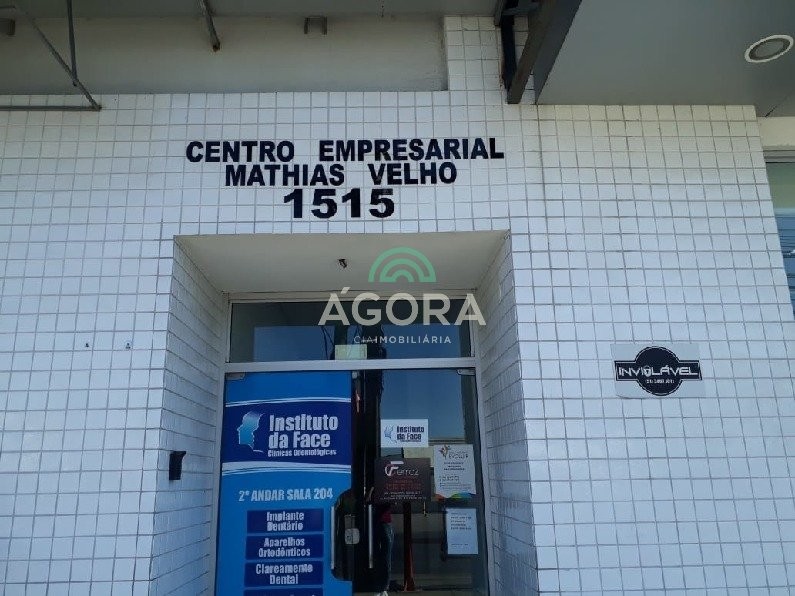 CENTRO EMPRESARIAL
MATHIAS VELHO
1515
ÁGORA
CIA IMOBILIÁRIA
INVIOLÁVEL
Instituto
da Face
Clínicas Odontológicas
2º ANDAR SALA 204
Implante
Dentário
Aparelhos
Ortodônticos
Clareamento
Dental
Instituto
da Face